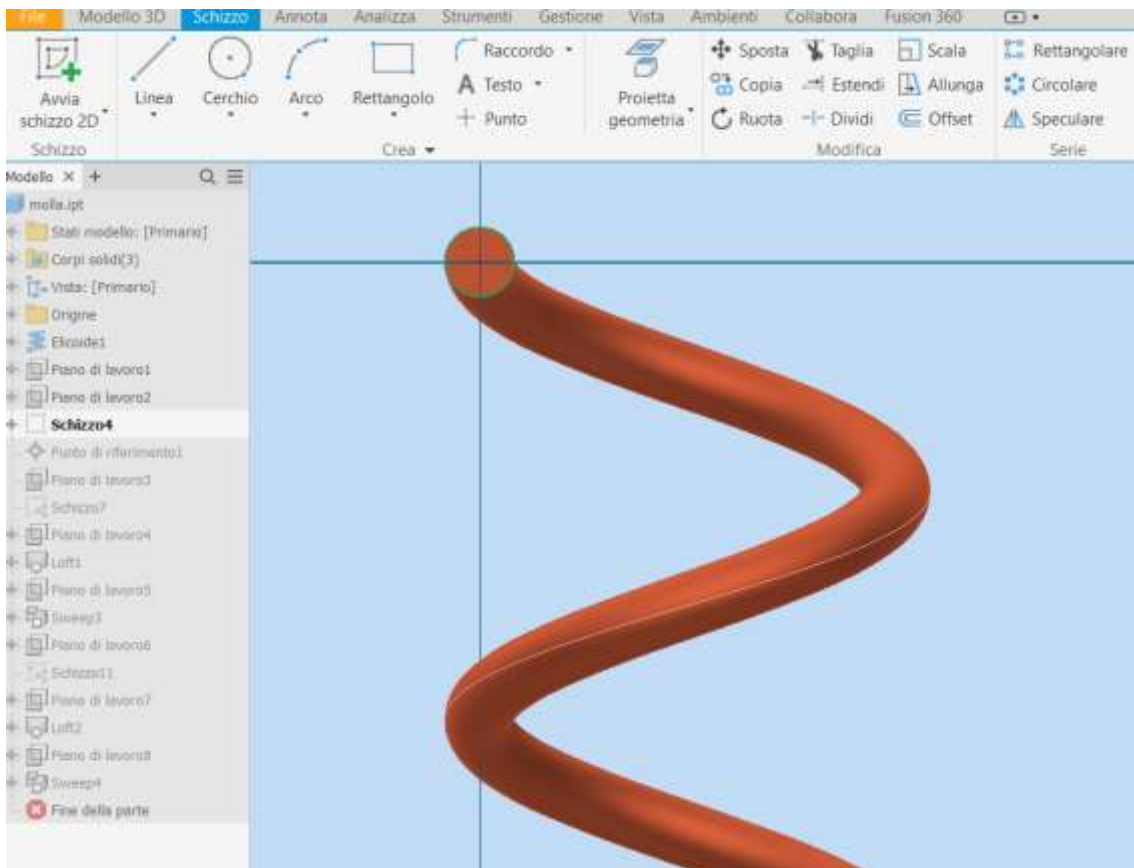 File Modello 3D Schizzo Annota Analizza Strumenti Gestione Vista Ambienti Collabora Fusion 360
Avvia
schizzo 2D
Linea
Cerchio
Arco
Rettangolo
Raccordo
A Testo
Punto
Proietta
geometria
Sposta Taglia Scala
Copia Estendi Allunga
Ruota Dividi Offset
Rettangolare
Circolare
Speculare
Schizzo Crea Modifica Serie
Modello
molla.ipt
Stati modello: [Primario]
Corpi solidi(3)
Vista: [Primario]
Origine
Elicoide1
Piano di lavoro1
Piano di lavoro2
Schizzo4
Punto di riferimento1
Piano di lavoro3
Schizzo7
Piano di lavoro4
Loft1
Piano di lavoro5
Sweep3
Piano di lavoro6
Schizzo11
Piano di lavoro7
Loft2
Piano di lavoro8
Sweep4
Fine della parte